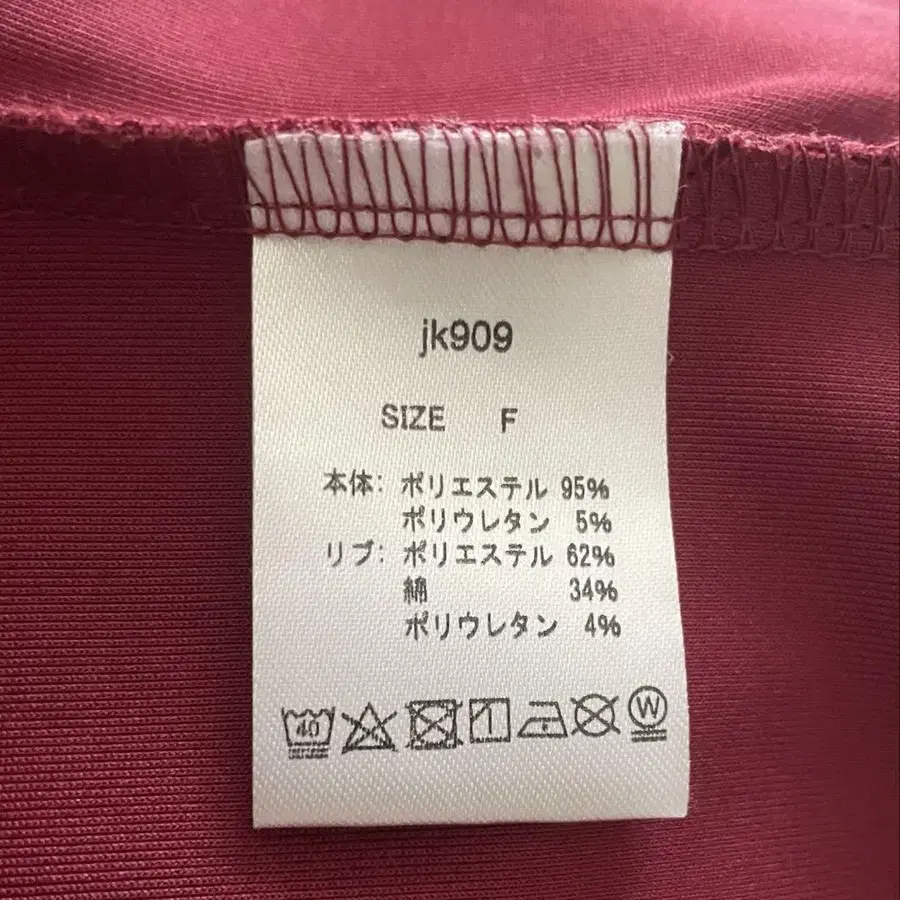 jk909
SIZE F
本体: ポリエステル 95%
ポリウレタン 5%
リブ: ポリエステル 62%
綿 34%
ポリウレタン 4%
40
W